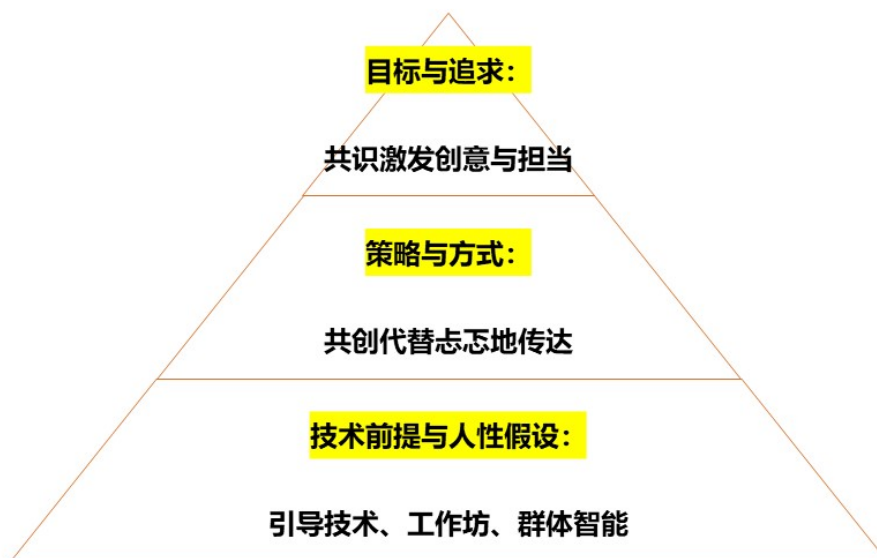 目标与追求：
共识激发创意与担当
策略与方式：
共创代替忐忑地传达
技术前提与人性假设：
引导技术、工作坊、群体智能